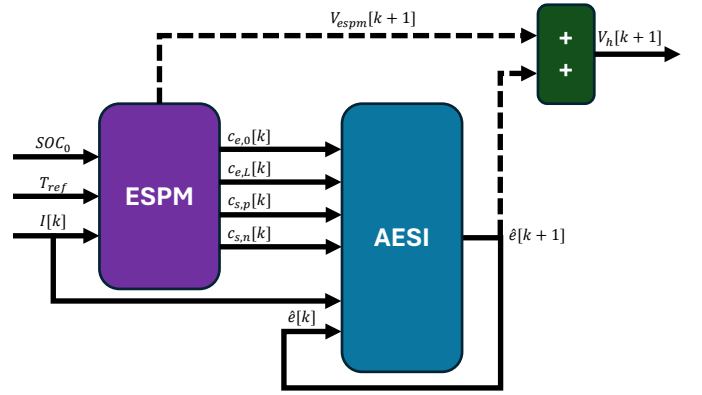 V_espm[k+1]
+
+
V_h[k+1]
SOC_0
T_ref
I[k]
ESPM
c_e,0[k]
c_e,L[k]
c_s,p[k]
c_s,n[k]
AESI
ê[k+1]
ê[k]